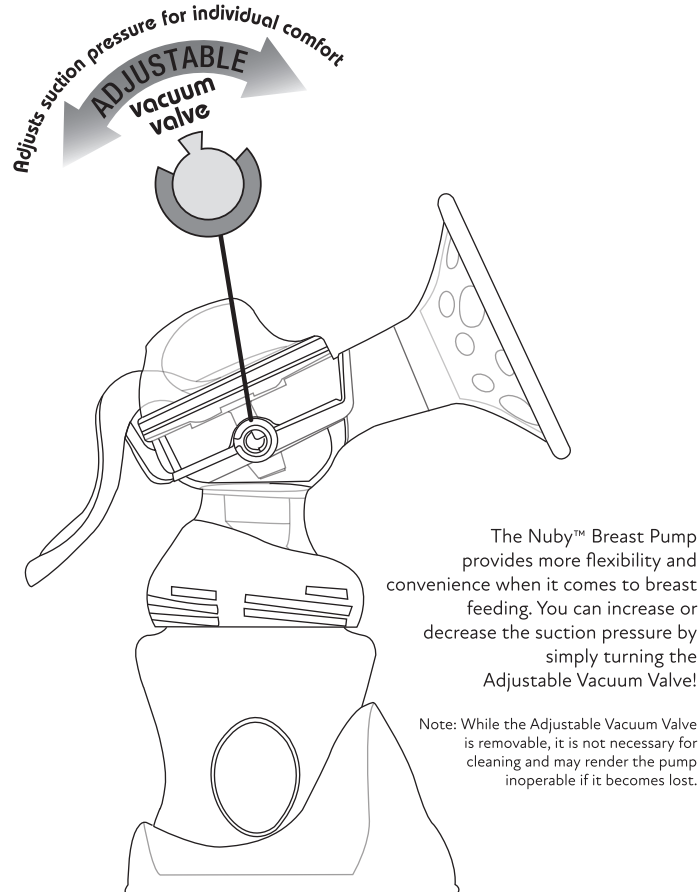 Adjusts suction pressure for individual comfort
ADJUSTABLE
vacuum
valve
The Nuby™ Breast Pump
provides more flexibility and
convenience when it comes to breast
feeding. You can increase or
decrease the suction pressure by
simply turning the
Adjustable Vacuum Valve!
Note: While the Adjustable Vacuum Valve
is removable, it is not necessary for
cleaning and may render the pump
inoperable if it becomes lost.